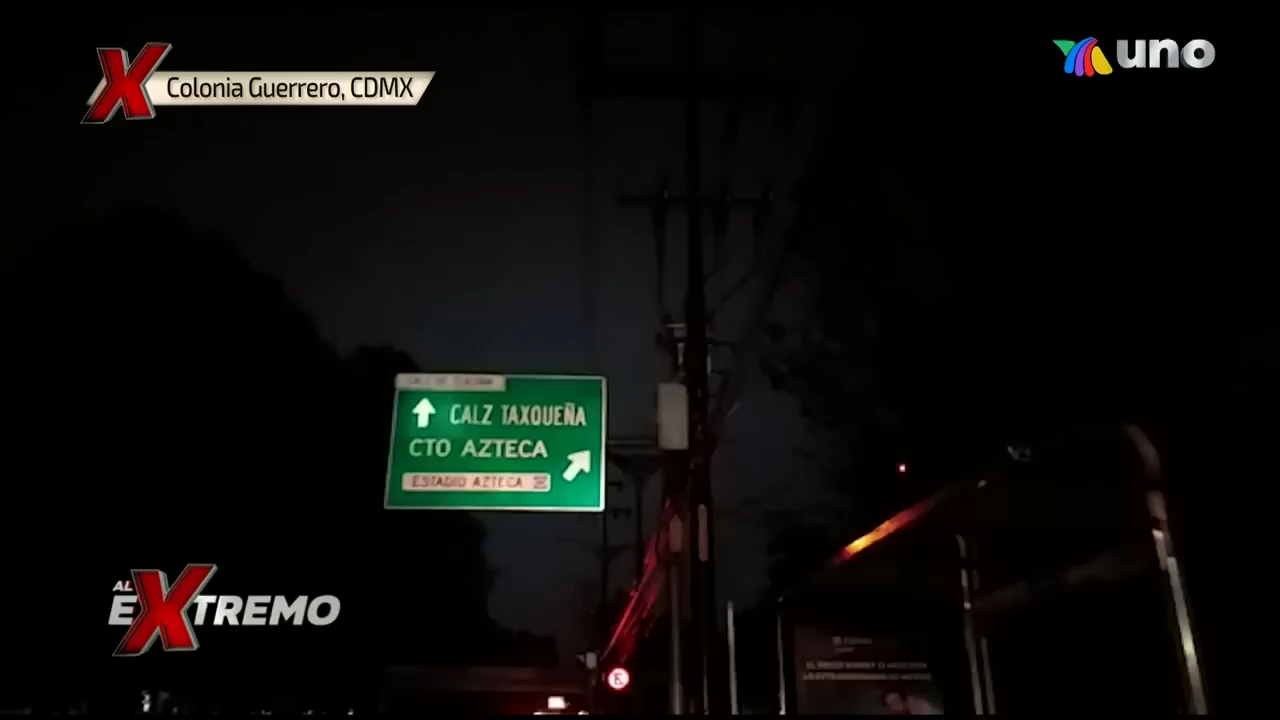 Colonia Guerrero, CDMX
uno
CALZ TAXQUEÑA
CTO AZTECA
ESTADIO AZTECA
AL
EXTREMO
E